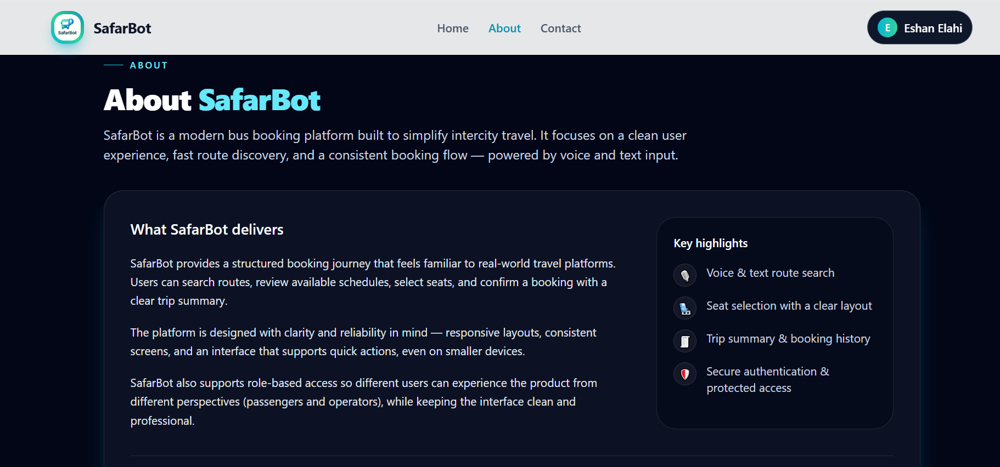 SafarBot
SafarBot
Home
About
Contact
E
Eshan Elahi
ABOUT
About SafarBot
SafarBot is a modern bus booking platform built to simplify intercity travel. It focuses on a clean user
experience, fast route discovery, and a consistent booking flow — powered by voice and text input.
What SafarBot delivers
SafarBot provides a structured booking journey that feels familiar to real-world travel platforms.
Users can search routes, review available schedules, select seats, and confirm a booking with a
clear trip summary.
The platform is designed with clarity and reliability in mind — responsive layouts, consistent
screens, and an interface that supports quick actions, even on smaller devices.
SafarBot also supports role-based access so different users can experience the product from
different perspectives (passengers and operators), while keeping the interface clean and
professional.
Key highlights
Voice & text route search
Seat selection with a clear layout
Trip summary & booking history
Secure authentication &
protected access